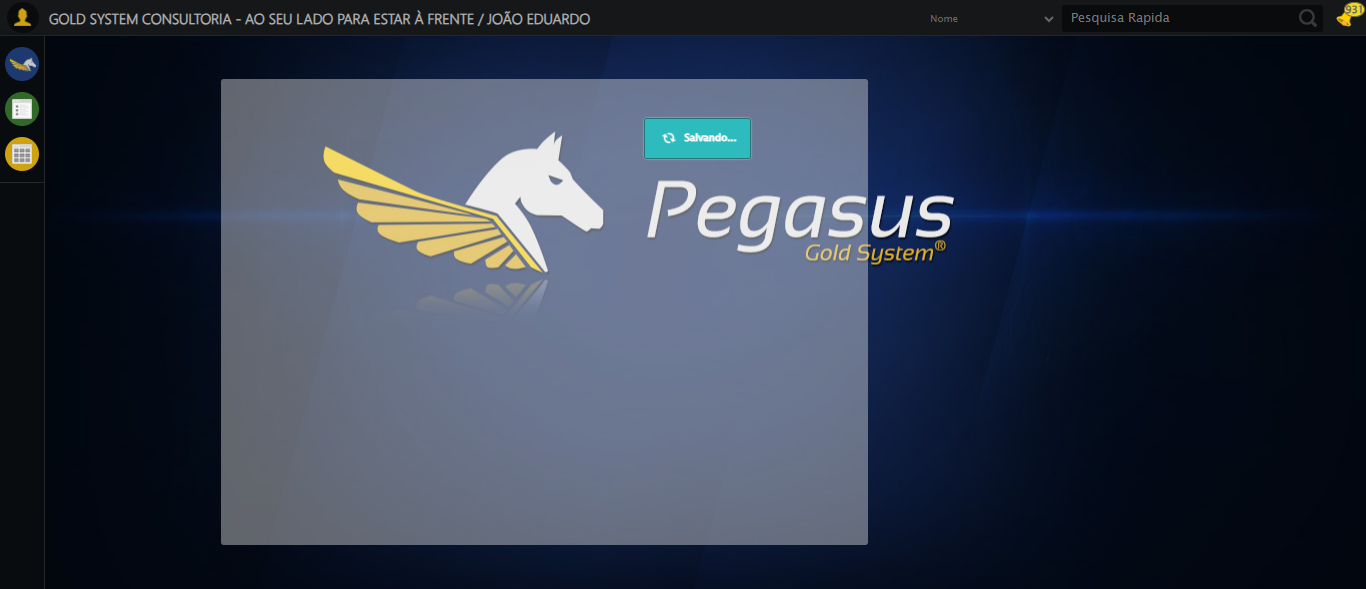 GOLD SYSTEM CONSULTORIA - AO SEU LADO PARA ESTAR À FRENTE / JOÃO EDUARDO
Nome
Pesquisa Rapida
931
Salvando...
Pegasus
Gold System®